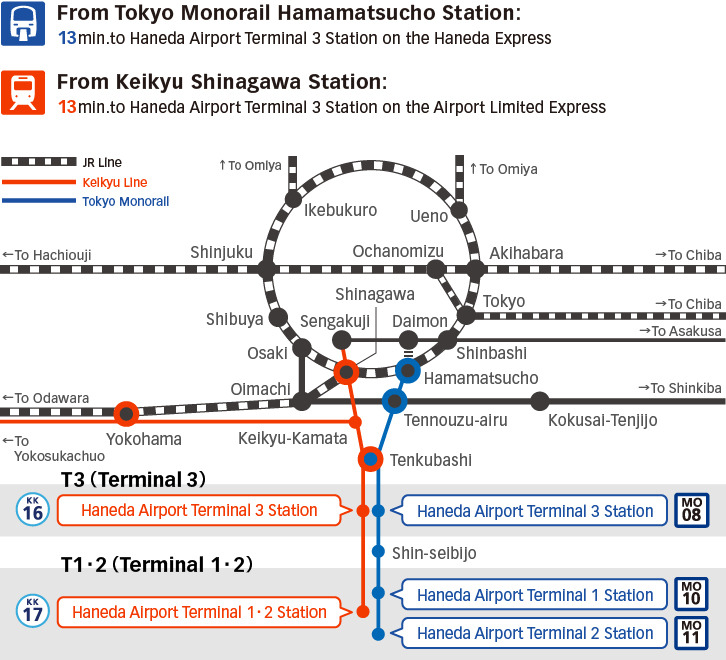 From Tokyo Monorail Hamamatsucho Station:
13min.to Haneda Airport Terminal 3 Station on the Haneda Express
From Keikyu Shinagawa Station:
13min.to Haneda Airport Terminal 3 Station on the Airport Limited Express
JR Line
Keikyu Line
Tokyo Monorail
↑To Omiya
↑To Omiya
Ikebukuro
Ueno
←To Hachiouji
Shinjuku
Ochanomizu
Akihabara
→To Chiba
Shinagawa
Tokyo
→To Chiba
Shibuya
Sengakuji
Daimon
→To Asakusa
Osaki
Shinbashi
Oimachi
Hamamatsucho
→To Shinkiba
←To Odawara
Tennouzu-airu
Kokusai-Tenjijo
←To
Yokosukachuo
Yokohama
Keikyu-Kamata
Tenkubashi
T3 (Terminal 3)
KK
16
Haneda Airport Terminal 3 Station
Haneda Airport Terminal 3 Station
MO
08
Shin-seibijo
T1・2 (Terminal 1・2)
KK
17
Haneda Airport Terminal 1・2 Station
Haneda Airport Terminal 1 Station
MO
10
Haneda Airport Terminal 2 Station
MO
11